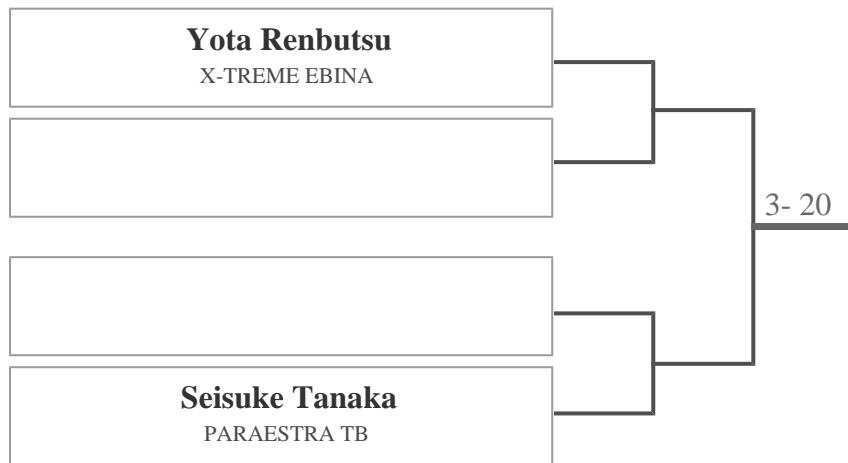 Yota Renbutsu
X-TREME EBINA
3- 20
Seisuke Tanaka
PARAESTRA TB